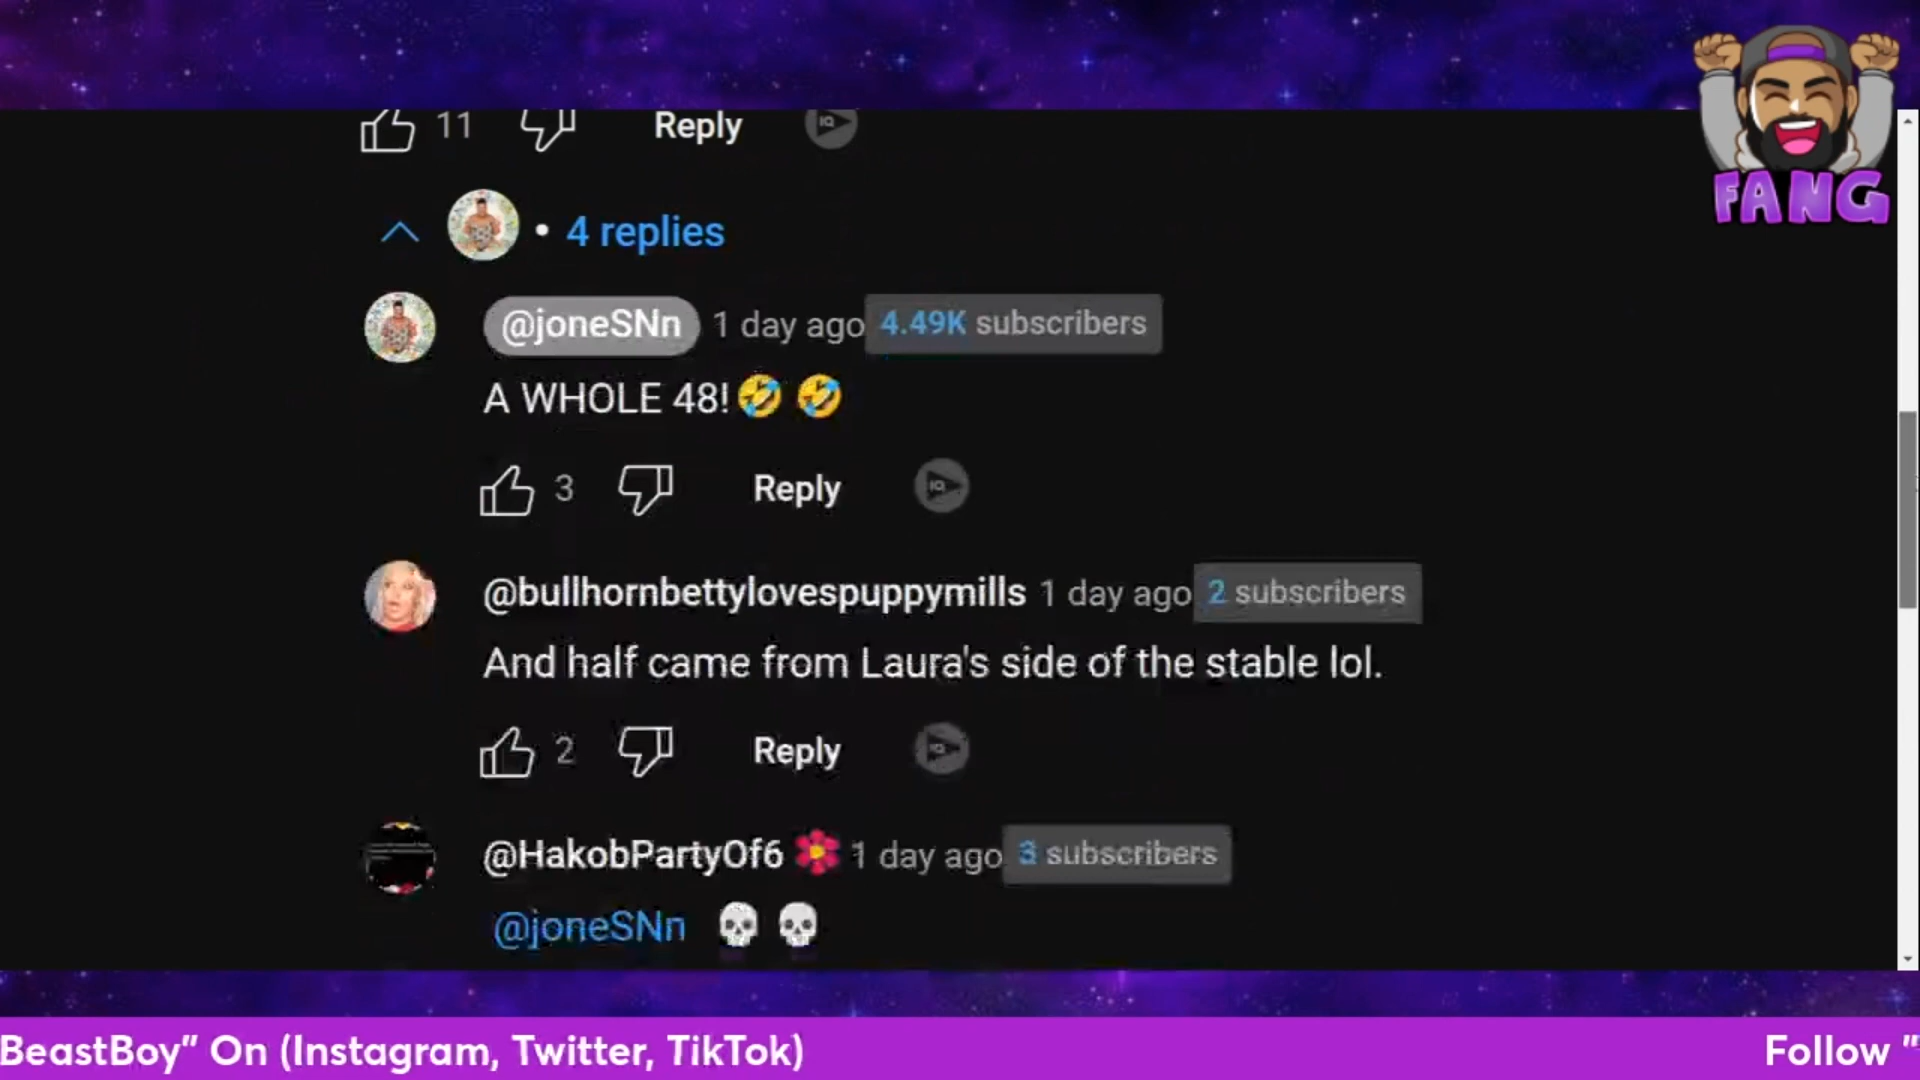 FANG
11 Reply
• 4 replies
@joneSNn 1 day ago 4.49K subscribers
A WHOLE 48!🤣 🤣
3 Reply
@bullhornbettylovespuppymills 1 day ago 2 subscribers
And half came from Laura's side of the stable lol.
2 Reply
@HakobPartyOf6 🌺 1 day ago 3 subscribers
@joneSNn 💀 💀
BeastBoy" On (Instagram, Twitter, TikTok) Follow "